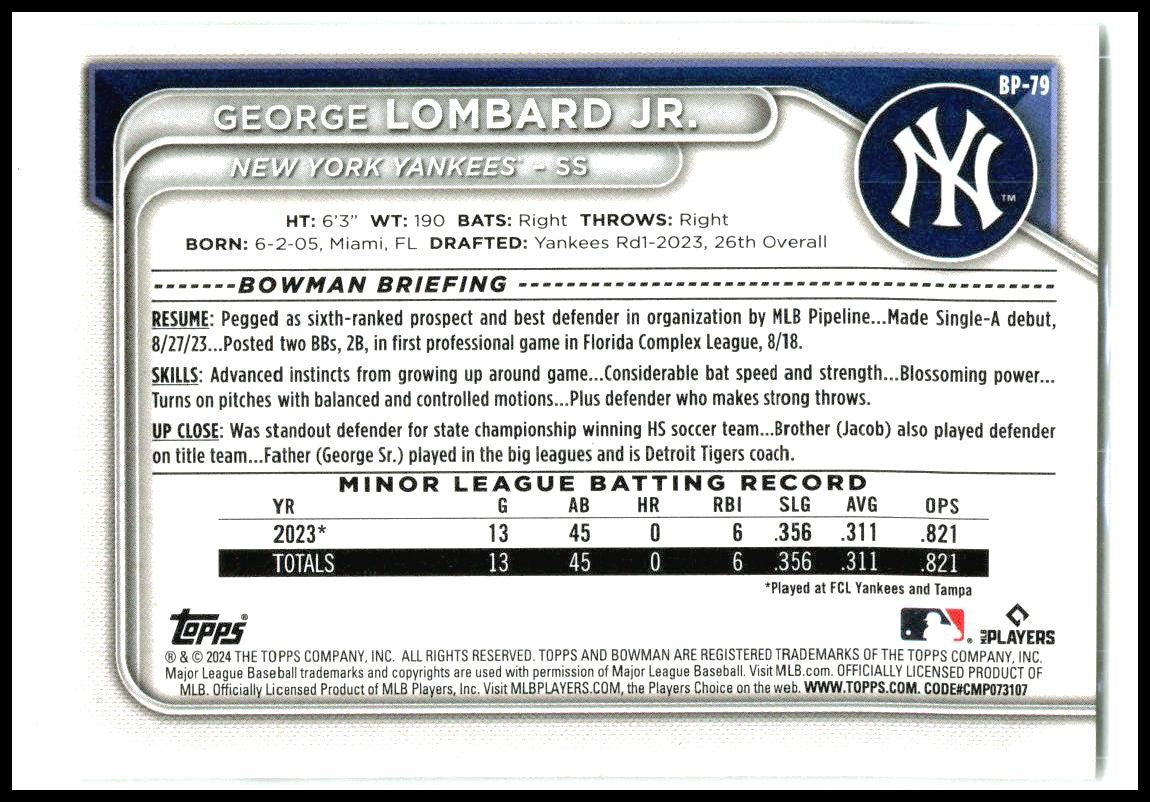 BP-79
GEORGE LOMBARD JR.
NEW YORK YANKEES® – SS
NY
TM
HT: 6'3" WT: 190 BATS: Right THROWS: Right
BORN: 6-2-05, Miami, FL DRAFTED: Yankees Rd1-2023, 26th Overall
BOWMAN BRIEFING
RESUME: Pegged as sixth-ranked prospect and best defender in organization by MLB Pipeline...Made Single-A debut,
8/27/23...Posted two BBs, 2B, in first professional game in Florida Complex League, 8/18.
SKILLS: Advanced instincts from growing up around game...Considerable bat speed and strength...Blossoming power...
Turns on pitches with balanced and controlled motions...Plus defender who makes strong throws.
UP CLOSE: Was standout defender for state championship winning HS soccer team...Brother (Jacob) also played defender
on title team...Father (George Sr.) played in the big leagues and is Detroit Tigers coach.
MINOR LEAGUE BATTING RECORD
YR G AB HR RBI SLG AVG OPS
2023* 13 45 0 6 .356 .311 .821
TOTALS 13 45 0 6 .356 .311 .821
*Played at FCL Yankees and Tampa
Topps®
® MLB PLAYERS
® & © 2024 THE TOPPS COMPANY, INC. ALL RIGHTS RESERVED. TOPPS AND BOWMAN ARE REGISTERED TRADEMARKS OF THE TOPPS COMPANY, INC.
Major League Baseball trademarks and copyrights are used with permission of Major League Baseball. Visit MLB.com. OFFICIALLY LICENSED PRODUCT OF
MLB. Officially Licensed Product of MLB Players, Inc. Visit MLBPLAYERS.COM, the Players Choice on the web. WWW.TOPPS.COM. CODE#CMP073107